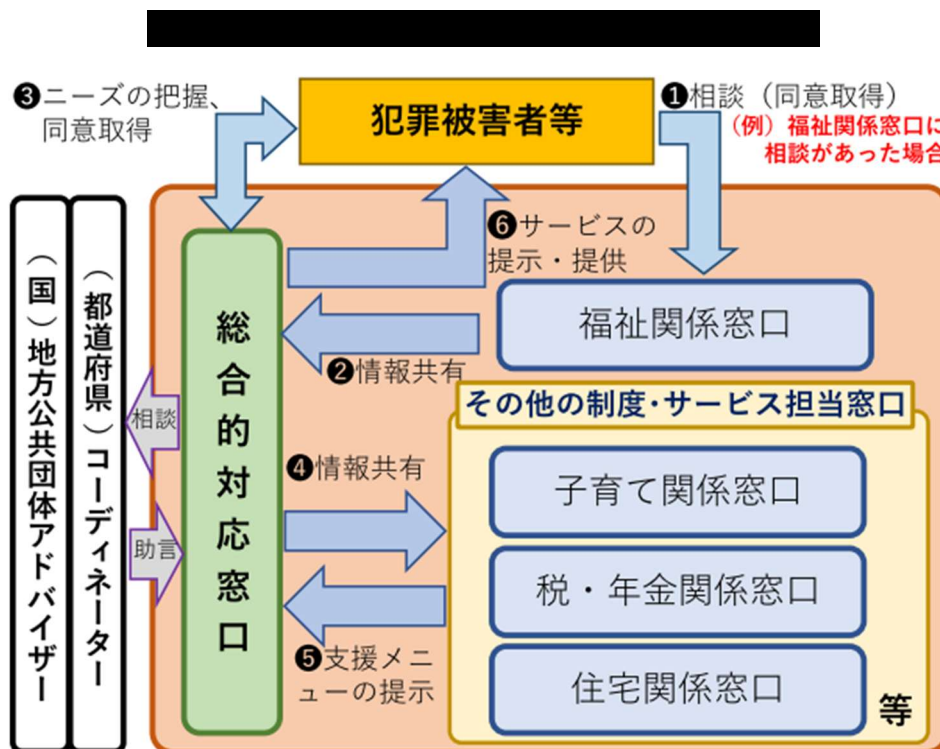 ❸ニーズの把握、
同意取得
犯罪被害者等
❶相談（同意取得）
（例）福祉関係窓口に
相談があった場合
❻サービスの
提示・提供
福祉関係窓口
❷情報共有
その他の制度・サービス担当窓口
総合的対応窓口
（国）地方公共団体アドバイザー
（都道府県）コーディネーター
相談
助言
❹情報共有
子育て関係窓口
税・年金関係窓口
❺支援メニ
ューの提示
住宅関係窓口
等